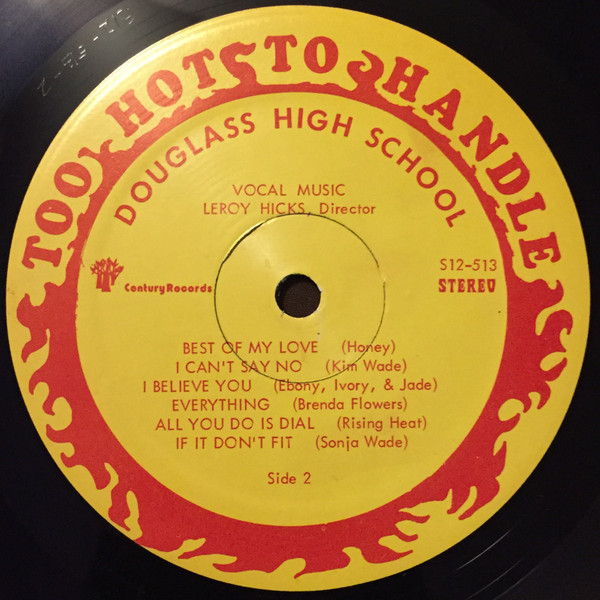 TOO HOT TO HANDLE
DOUGLASS HIGH SCHOOL
VOCAL MUSIC
LEROY HICKS, Director
S12-513
Century Records
STEREO
BEST OF MY LOVE (Honey)
I CAN'T SAY NO (Kim Wade)
I BELIEVE YOU (Ebony, Ivory, & Jade)
EVERYTHING (Brenda Flowers)
ALL YOU DO IS DIAL (Rising Heat)
IF IT DON'T FIT (Sonja Wade)
Side 2